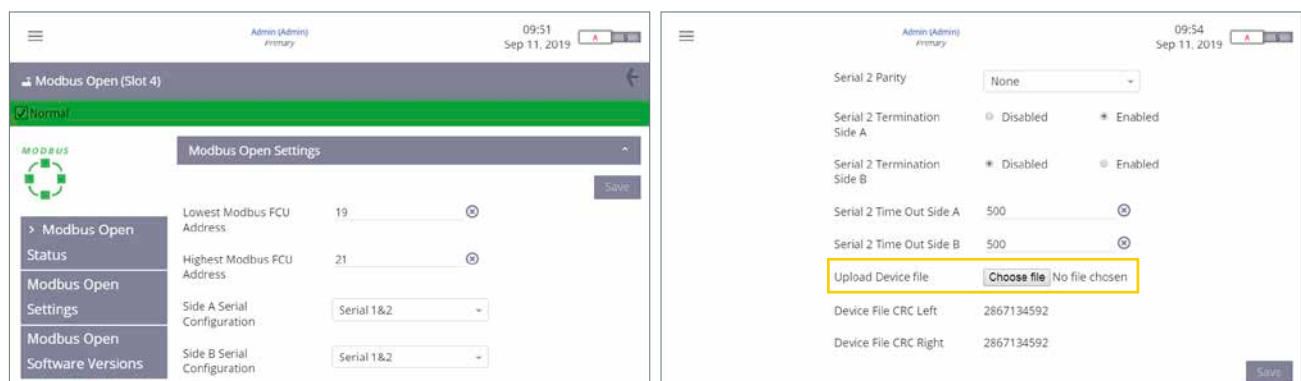 Admin (Admin)
Primary
09:51
Sep 11, 2019
A
Modbus Open (Slot 4)
Normal
MODBUS
> Modbus Open
Status
Modbus Open
Settings
Modbus Open
Software Versions
Modbus Open Settings
Save
Lowest Modbus FCU
Address
19
Highest Modbus FCU
Address
21
Side A Serial
Configuration
Serial 1&2
Side B Serial
Configuration
Serial 1&2
Admin (Admin)
Primary
09:54
Sep 11, 2019
A
Serial 2 Parity
None
Serial 2 Termination
Side A
Disabled
Enabled
Serial 2 Termination
Side B
Disabled
Enabled
Serial 2 Time Out Side A
500
Serial 2 Time Out Side B
500
Upload Device file
Choose file No file chosen
Device File CRC Left
2867134592
Device File CRC Right
2867134592
Save